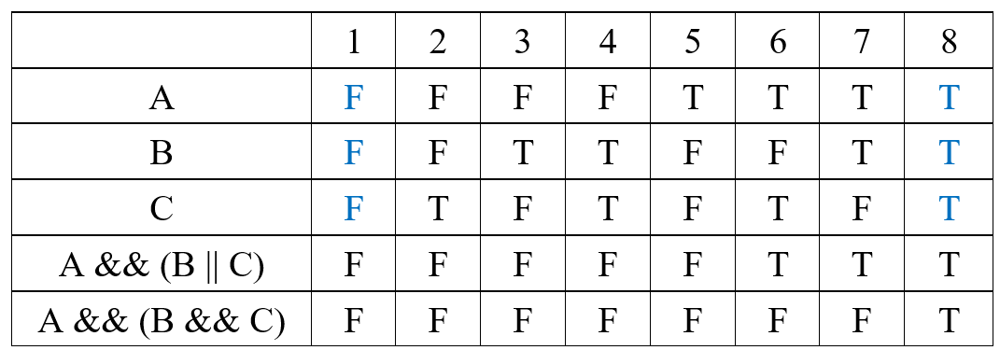 1 2 3 4 5 6 7 8
A F F F F T T T T
B F F T T F F T T
C F T F T F T F T
A && (B || C) F F F F F T T T
A && (B && C) F F F F F F F T